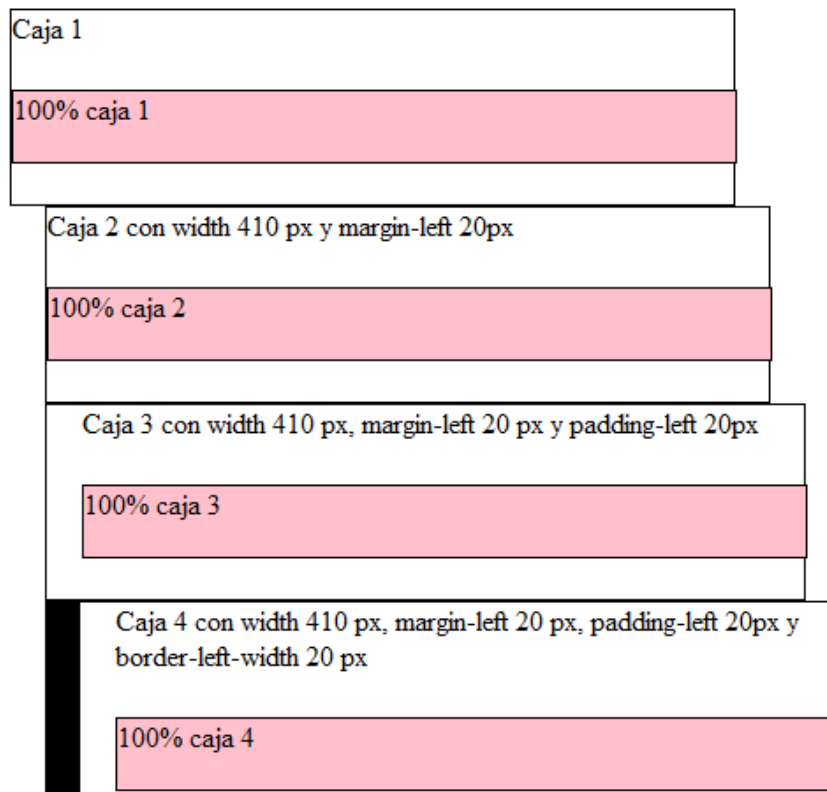 Caja 1
100% caja 1
Caja 2 con width 410 px y margin-left 20px
100% caja 2
Caja 3 con width 410 px, margin-left 20 px y padding-left 20px
100% caja 3
Caja 4 con width 410 px, margin-left 20 px, padding-left 20px y
border-left-width 20 px
100% caja 4